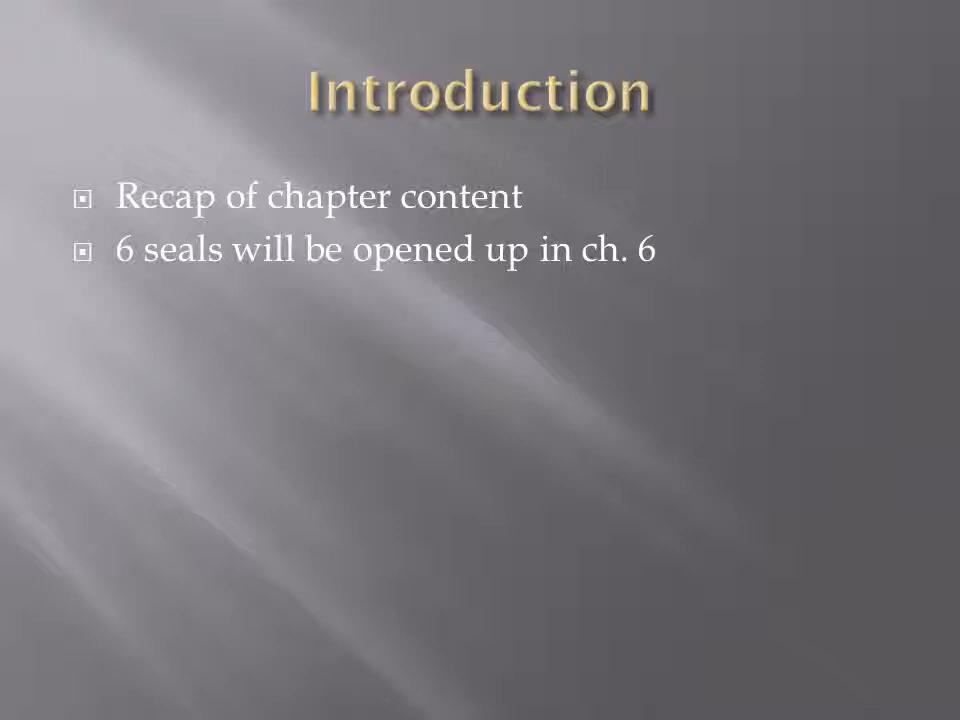 Introduction
Recap of chapter content
6 seals will be opened up in ch. 6